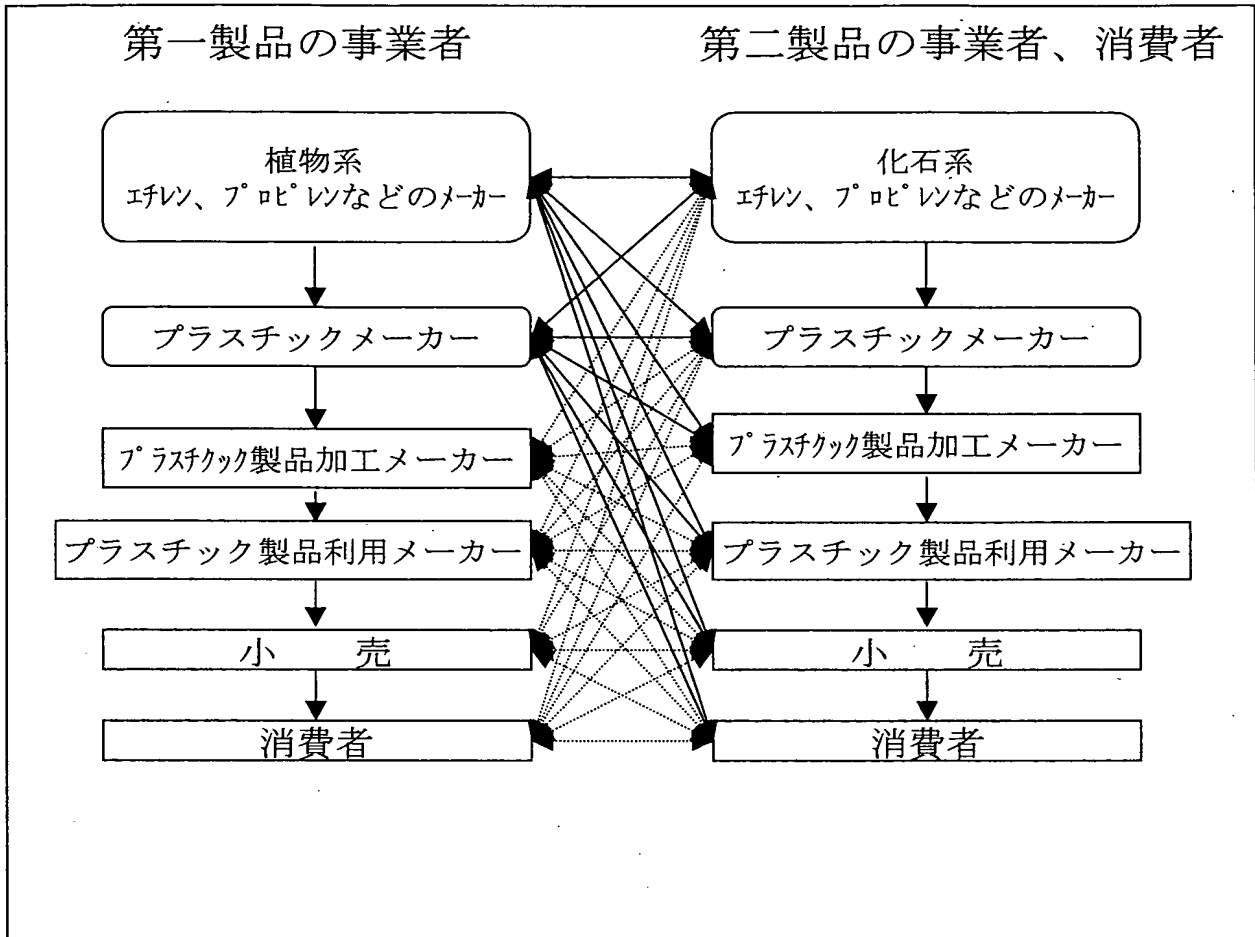 第一製品の事業者
第二製品の事業者、消費者
植物系
ｴﾁﾚﾝ、ﾌﾟﾛﾋﾟﾚﾝなどのﾒｰｶｰ
化石系
ｴﾁﾚﾝ、ﾌﾟﾛﾋﾟﾚﾝなどのﾒｰｶｰ
プラスチックメーカー
プラスチックメーカー
ﾌﾟﾗｽﾁｸｯｸ製品加工メーカー
ﾌﾟﾗｽﾁｸｯｸ製品加工メーカー
プラスチック製品利用メーカー
プラスチック製品利用メーカー
小　売
小　売
消費者
消費者